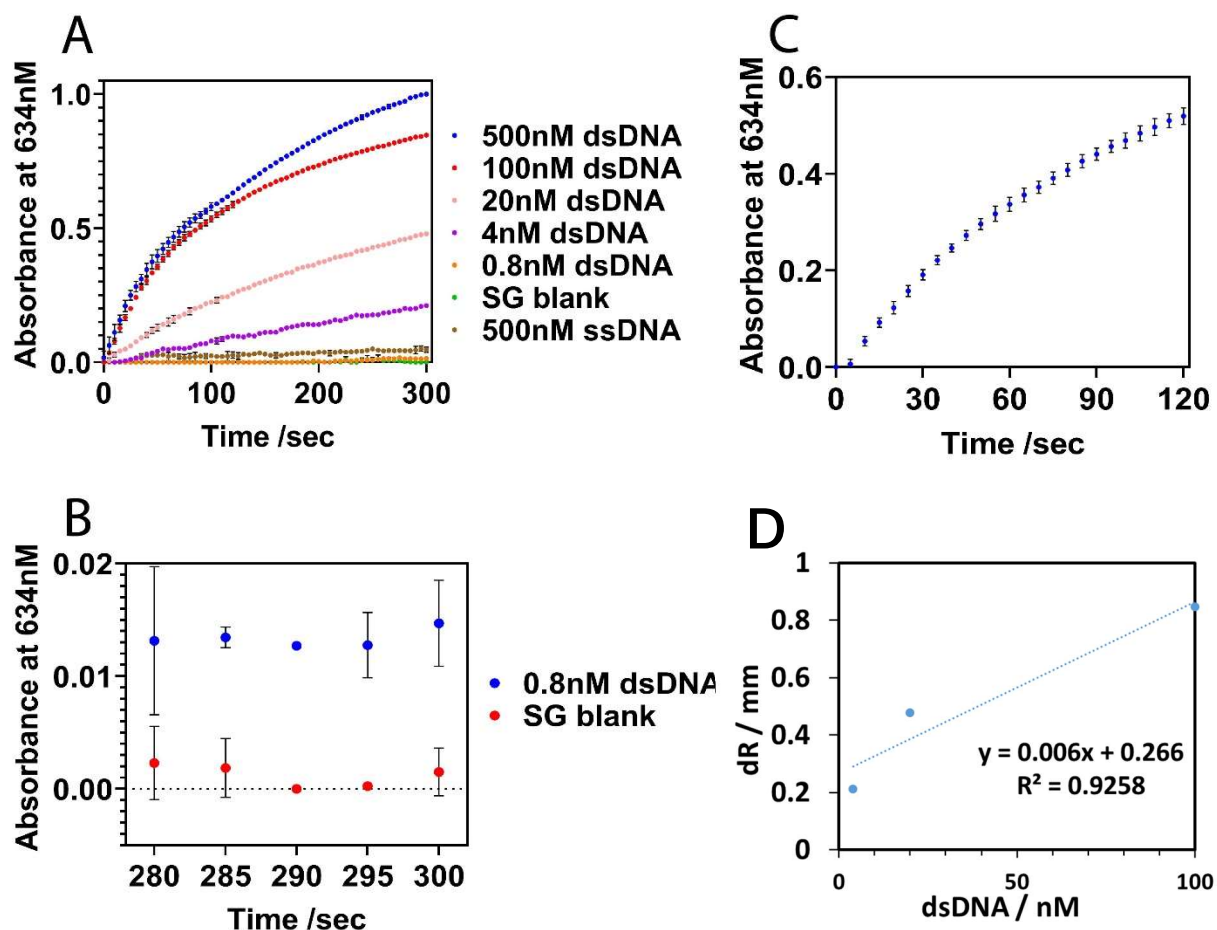 A
Absorbance at 634nM
1.0
0.5
0.0
0
100
200
300
Time /sec
500nM dsDNA
100nM dsDNA
20nM dsDNA
4nM dsDNA
0.8nM dsDNA
SG blank
500nM ssDNA
C
Absorbance at 634nM
0.6
0.4
0.2
0.0
0
30
60
90
120
Time /sec
B
Absorbance at 634nM
0.02
0.01
0.00
280
285
290
295
300
Time /sec
0.8nM dsDNA
SG blank
D
dR / mm
1
0.8
0.6
0.4
0.2
0
y = 0.006x + 0.266
R² = 0.9258
0
50
100
dsDNA / nM